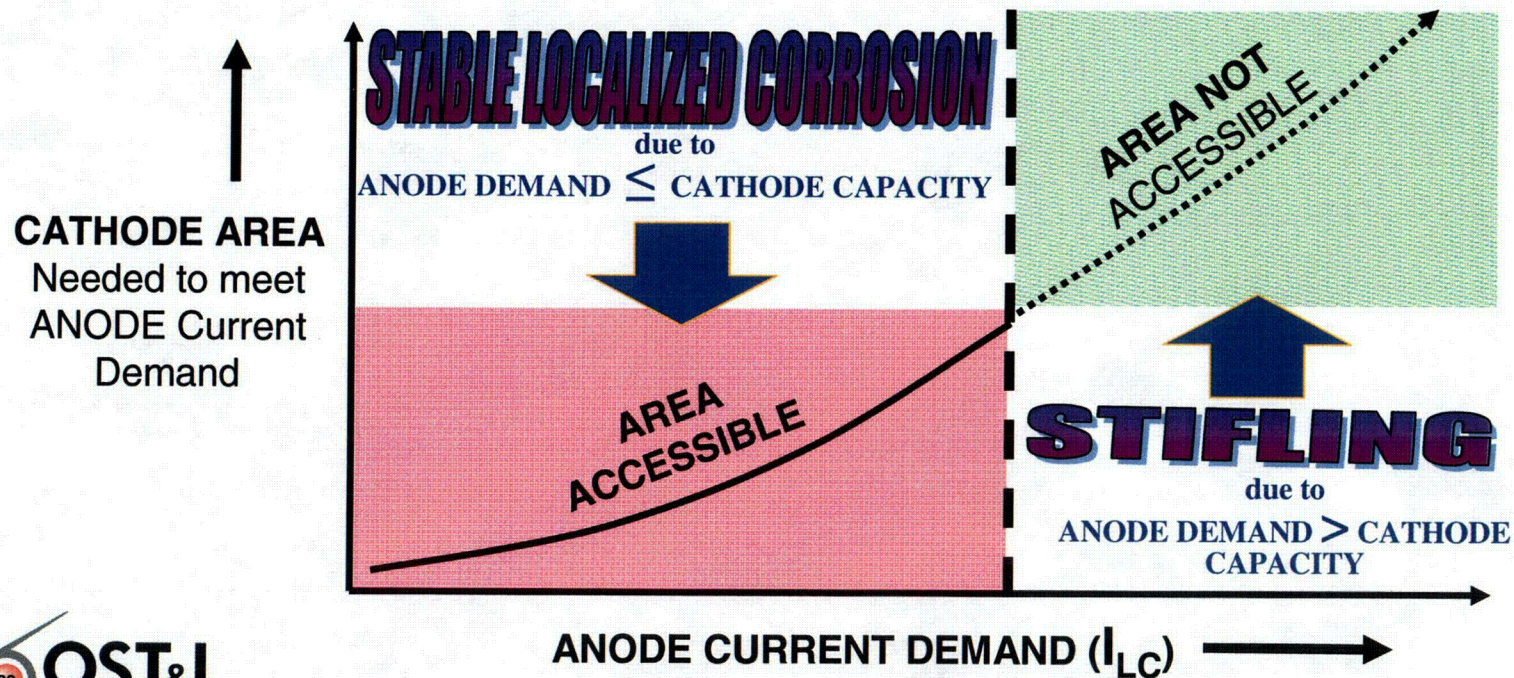 STABLE LOCALIZED CORROSION
due to
ANODE DEMAND ≤ CATHODE CAPACITY
CATHODE AREA
Needed to meet
ANODE Current
Demand
AREA
ACCESSIBLE
AREA NOT
ACCESSIBLE
STIFLING
due to
ANODE DEMAND > CATHODE
CAPACITY
ANODE CURRENT DEMAND (I_LC)
OST&I